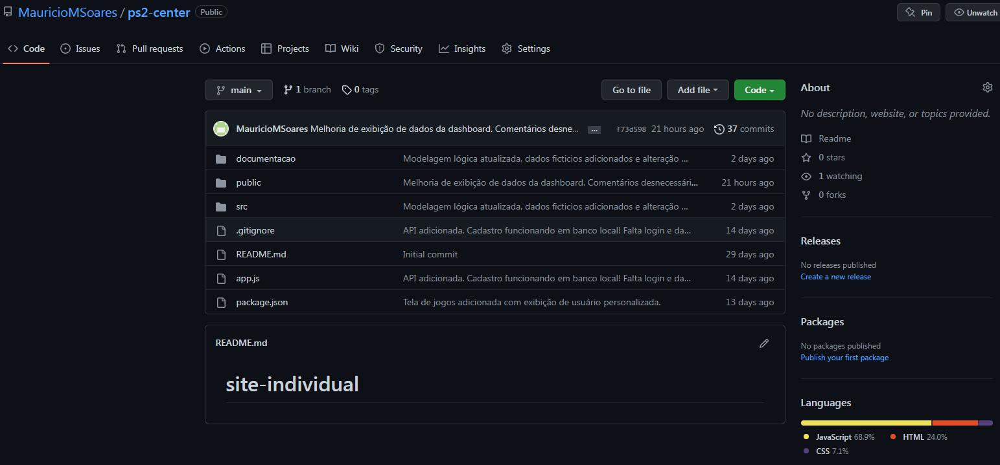 MauricioMSoares / ps2-center Public
Pin Unwatch
Code Issues Pull requests Actions Projects Wiki Security Insights Settings
main 1 branch 0 tags Go to file Add file Code
MauricioMSoares Melhoria de exibição de dados da dashboard. Comentários desne... ... f73d598 21 hours ago 37 commits
documentacao Modelagem lógica atualizada, dados ficticios adicionados e alteração ... 2 days ago
public Melhoria de exibição de dados da dashboard. Comentários desnecessári... 21 hours ago
src Modelagem lógica atualizada, dados ficticios adicionados e alteração ... 2 days ago
.gitignore API adicionada. Cadastro funcionando em banco local! Falta login e da... 14 days ago
README.md Initial commit 29 days ago
app.js API adicionada. Cadastro funcionando em banco local! Falta login e da... 14 days ago
package.json Tela de jogos adicionada com exibição de usuário personalizada. 13 days ago
README.md
site-individual
About
No description, website, or topics provided.
Readme
0 stars
1 watching
0 forks
Releases
No releases published
Create a new release
Packages
No packages published
Publish your first package
Languages
JavaScript 68.9% HTML 24.0%
CSS 7.1%